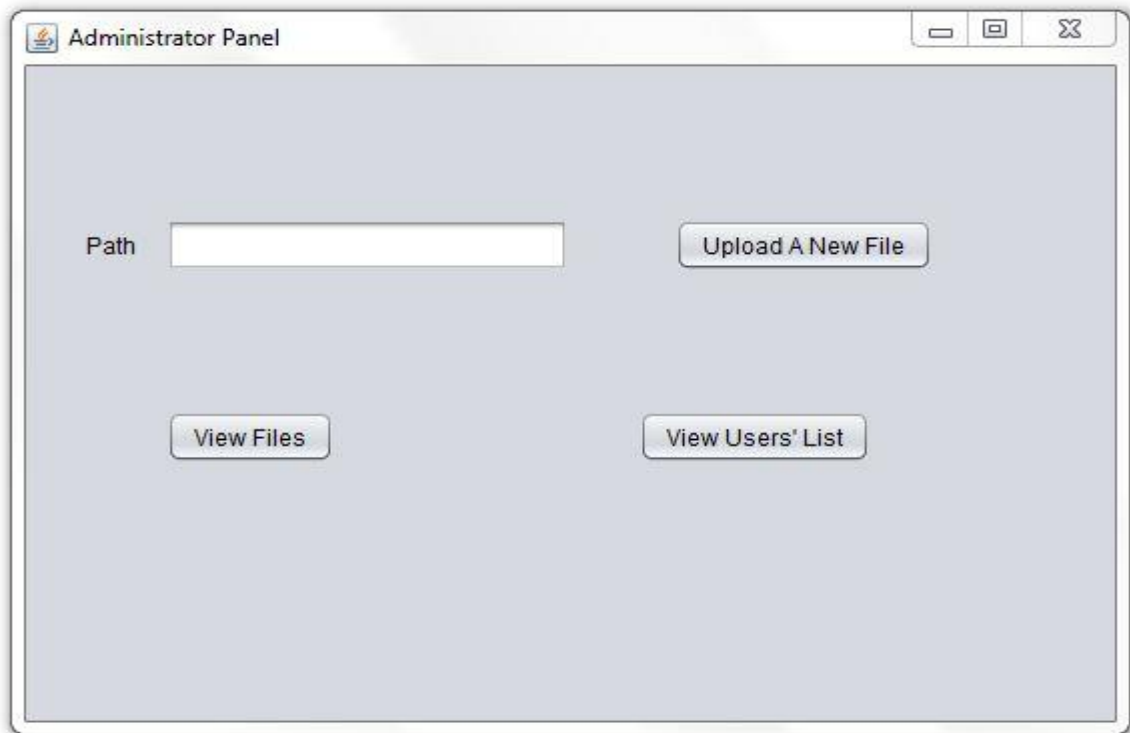 Administrator Panel
Path
Upload A New File
View Files
View Users' List